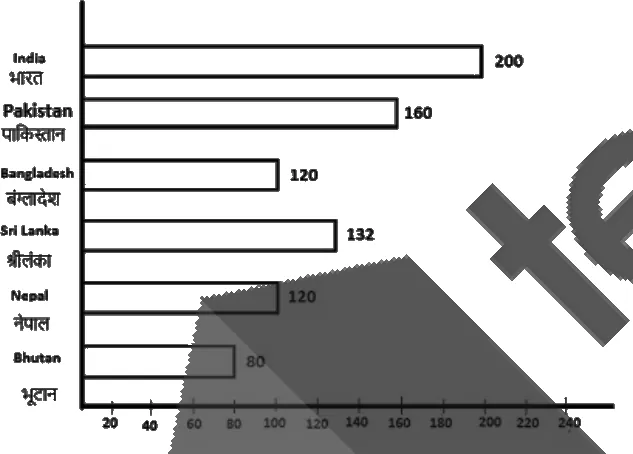 India
भारत
200
Pakistan
पाकिस्तान
160
Bangladesh
बंग्लादेश
120
Sri Lanka
श्रीलंका
132
Nepal
नेपाल
120
Bhutan
भूटान
80
20 40 60 80 100 120 140 160 180 200 220 240
te